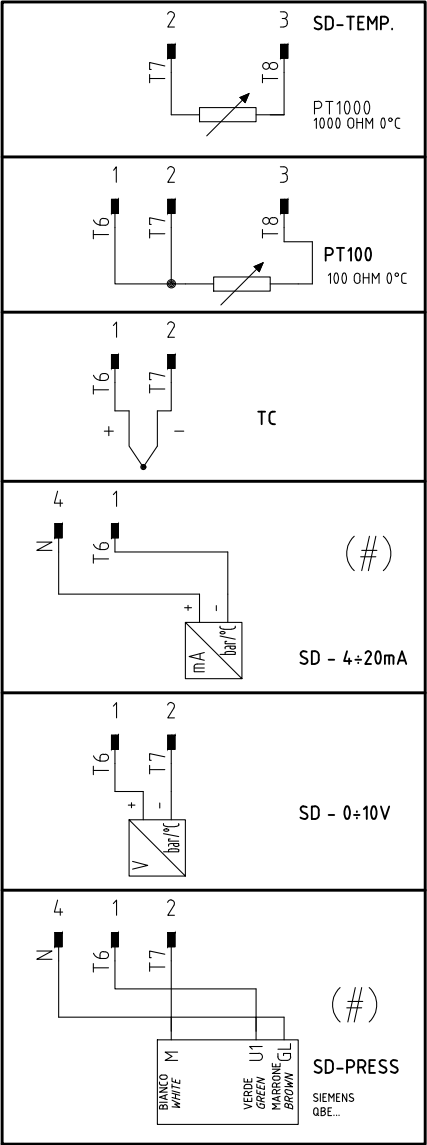 2 3 SD-TEMP.
T7 T8
PT1000
1000 OHM 0°C
1 2 3
T6 T7 T8
PT100
100 OHM 0°C
1 2
T6 T7
+ -
TC
4 1
N T6
(#)
+ -
mA bar/°C
SD - 4÷20mA
1 2
T6 T7
+ -
V bar/°C
SD - 0÷10V
4 1 2
N T6 T7
(#)
M U1 GL
BIANCO
WHITE
VERDE
GREEN
MARRONE
BROWN
SD-PRESS
SIEMENS
QBE...